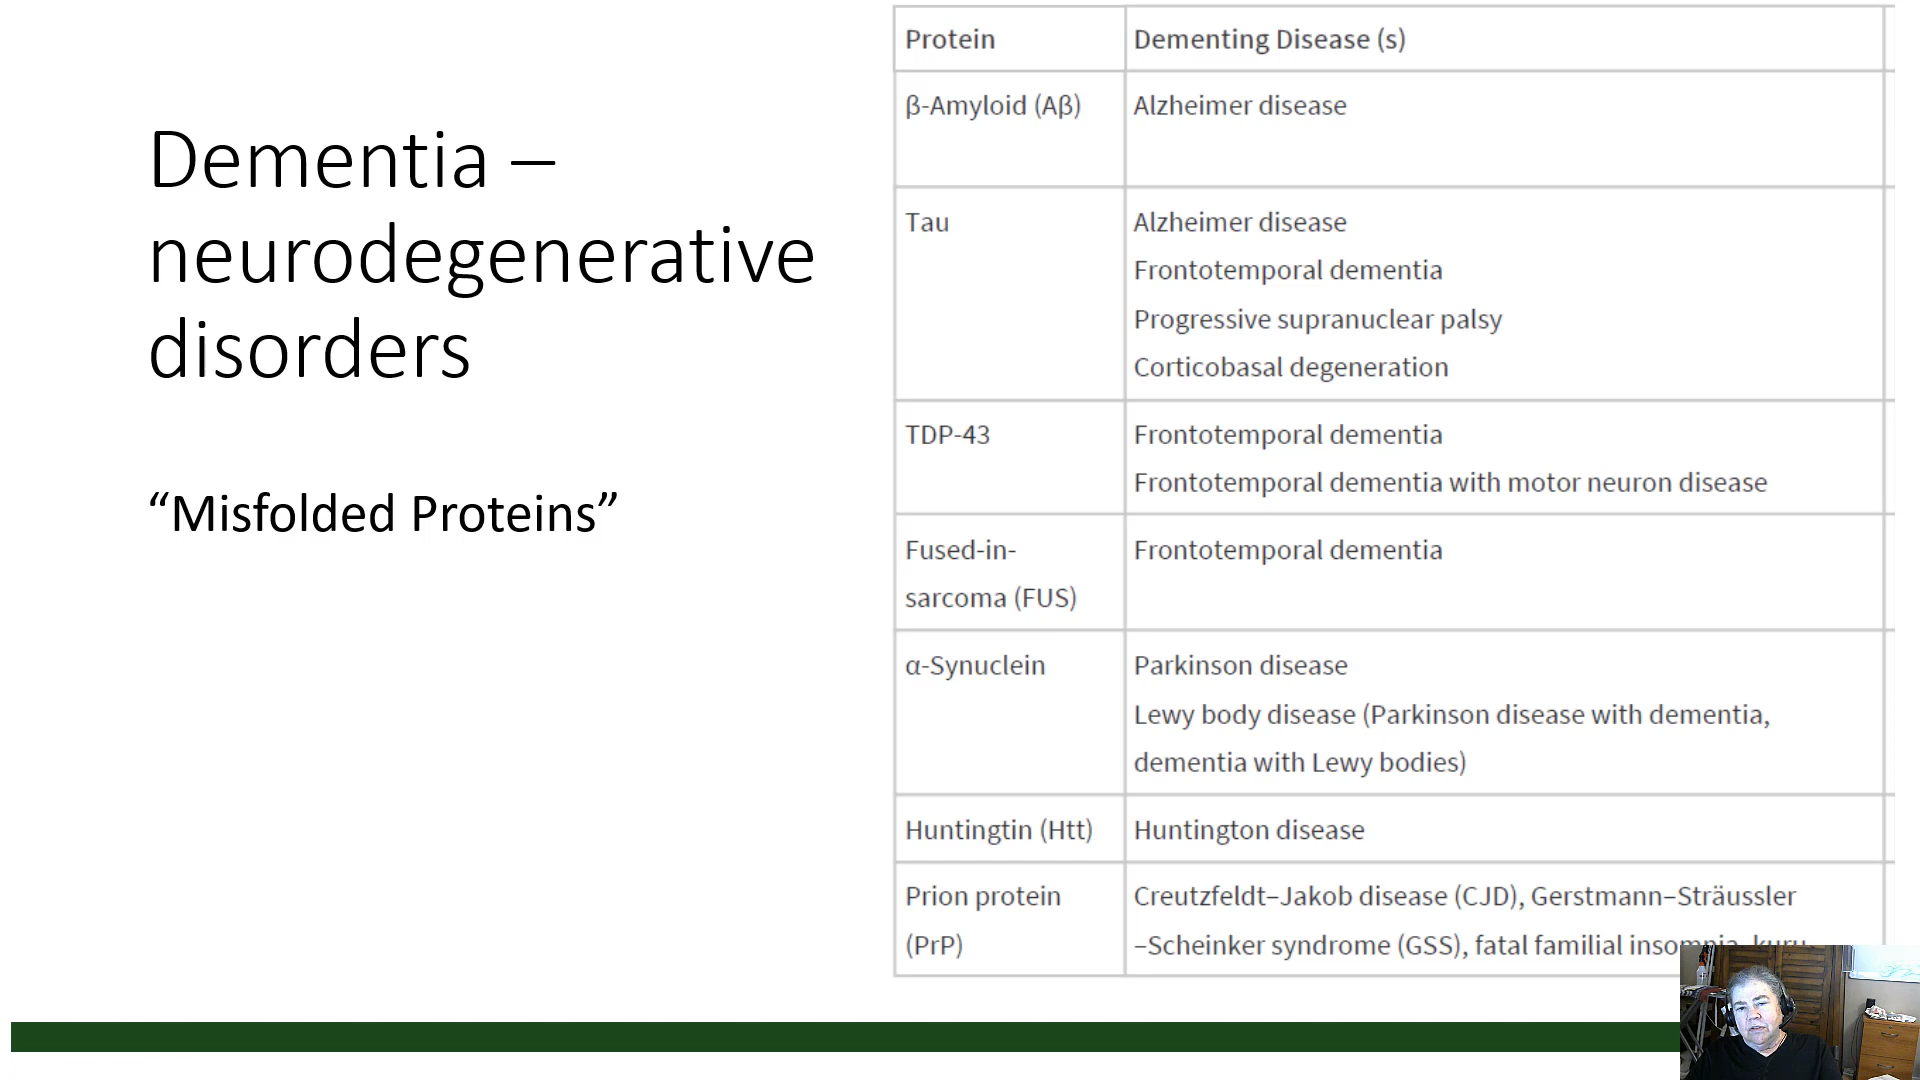 Dementia –
neurodegenerative
disorders
“Misfolded Proteins”
Protein Dementing Disease (s)
β-Amyloid (Aβ) Alzheimer disease
Tau Alzheimer disease
Frontotemporal dementia
Progressive supranuclear palsy
Corticobasal degeneration
TDP-43 Frontotemporal dementia
Frontotemporal dementia with motor neuron disease
Fused-in- Frontotemporal dementia
sarcoma (FUS)
α-Synuclein Parkinson disease
Lewy body disease (Parkinson disease with dementia,
dementia with Lewy bodies)
Huntingtin (Htt) Huntington disease
Prion protein Creutzfeldt–Jakob disease (CJD), Gerstmann–Sträussler
(PrP) –Scheinker syndrome (GSS), fatal familial insomnia, kuru